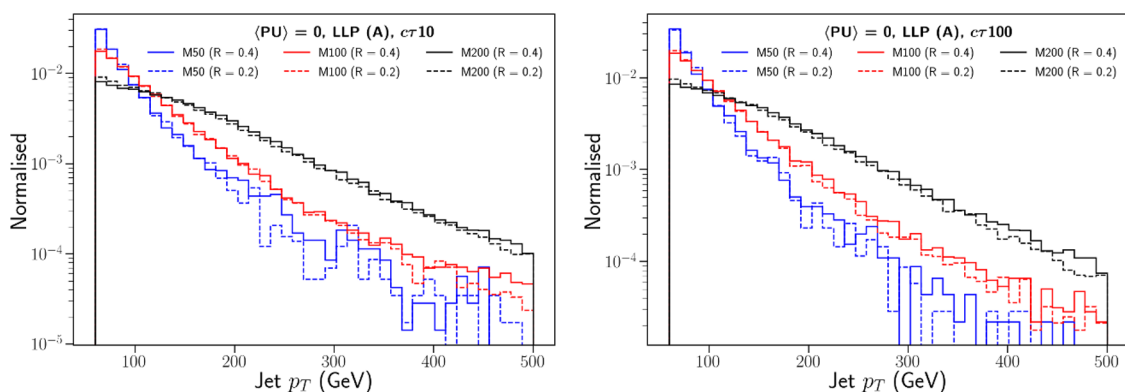 ⟨PU⟩ = 0, LLP (A), cτ10
M50 (R = 0.4) M100 (R = 0.4) M200 (R = 0.4)
M50 (R = 0.2) M100 (R = 0.2) M200 (R = 0.2)
10⁻²
10⁻³
10⁻⁴
10⁻⁵
Normalised
100 200 300 400 500
Jet p_T (GeV)
⟨PU⟩ = 0, LLP (A), cτ100
M50 (R = 0.4) M100 (R = 0.4) M200 (R = 0.4)
M50 (R = 0.2) M100 (R = 0.2) M200 (R = 0.2)
10⁻²
10⁻³
10⁻⁴
Normalised
100 200 300 400 500
Jet p_T (GeV)